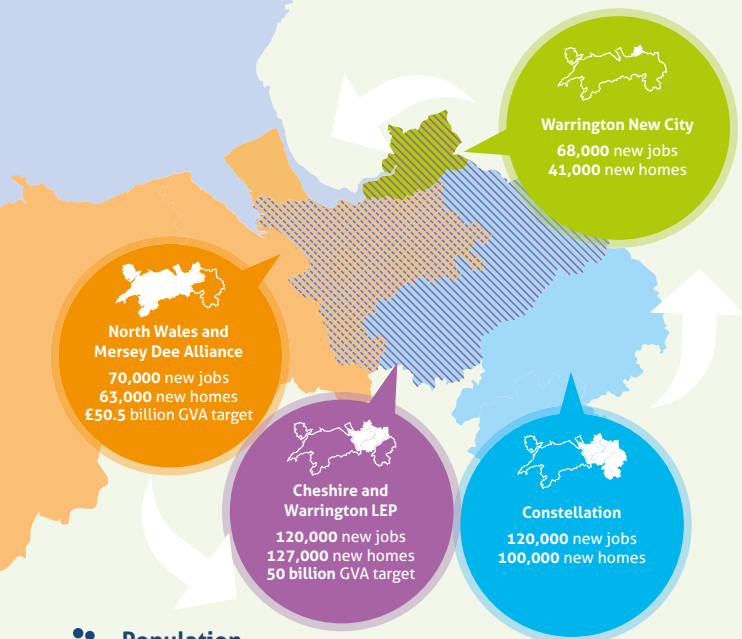 Warrington New City
68,000 new jobs
41,000 new homes
North Wales and
Mersey Dee Alliance
70,000 new jobs
63,000 new homes
£50.5 billion GVA target
Cheshire and
Warrington LEP
120,000 new jobs
127,000 new homes
50 billion GVA target
Constellation
120,000 new jobs
100,000 new homes
Population